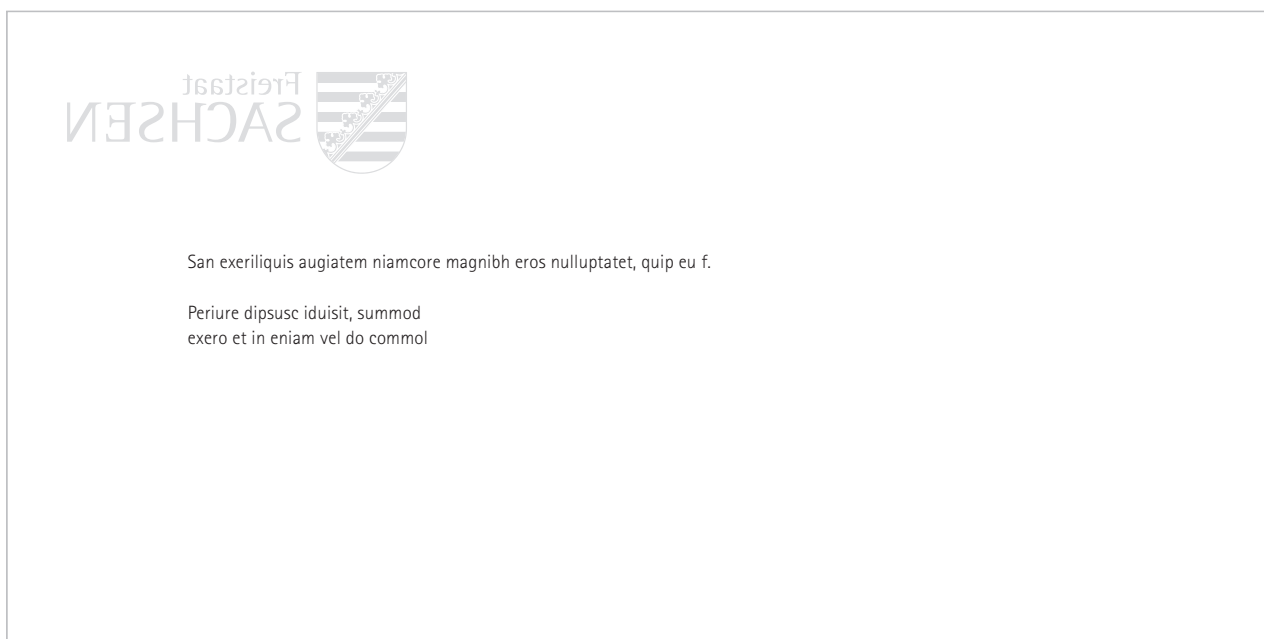 Freistaat
SACHSEN
San exeriliquis augiatem niamcore magnibh eros nulluptatet, quip eu f.
Periure dipsusc iduisit, summod
exero et in eniam vel do commol